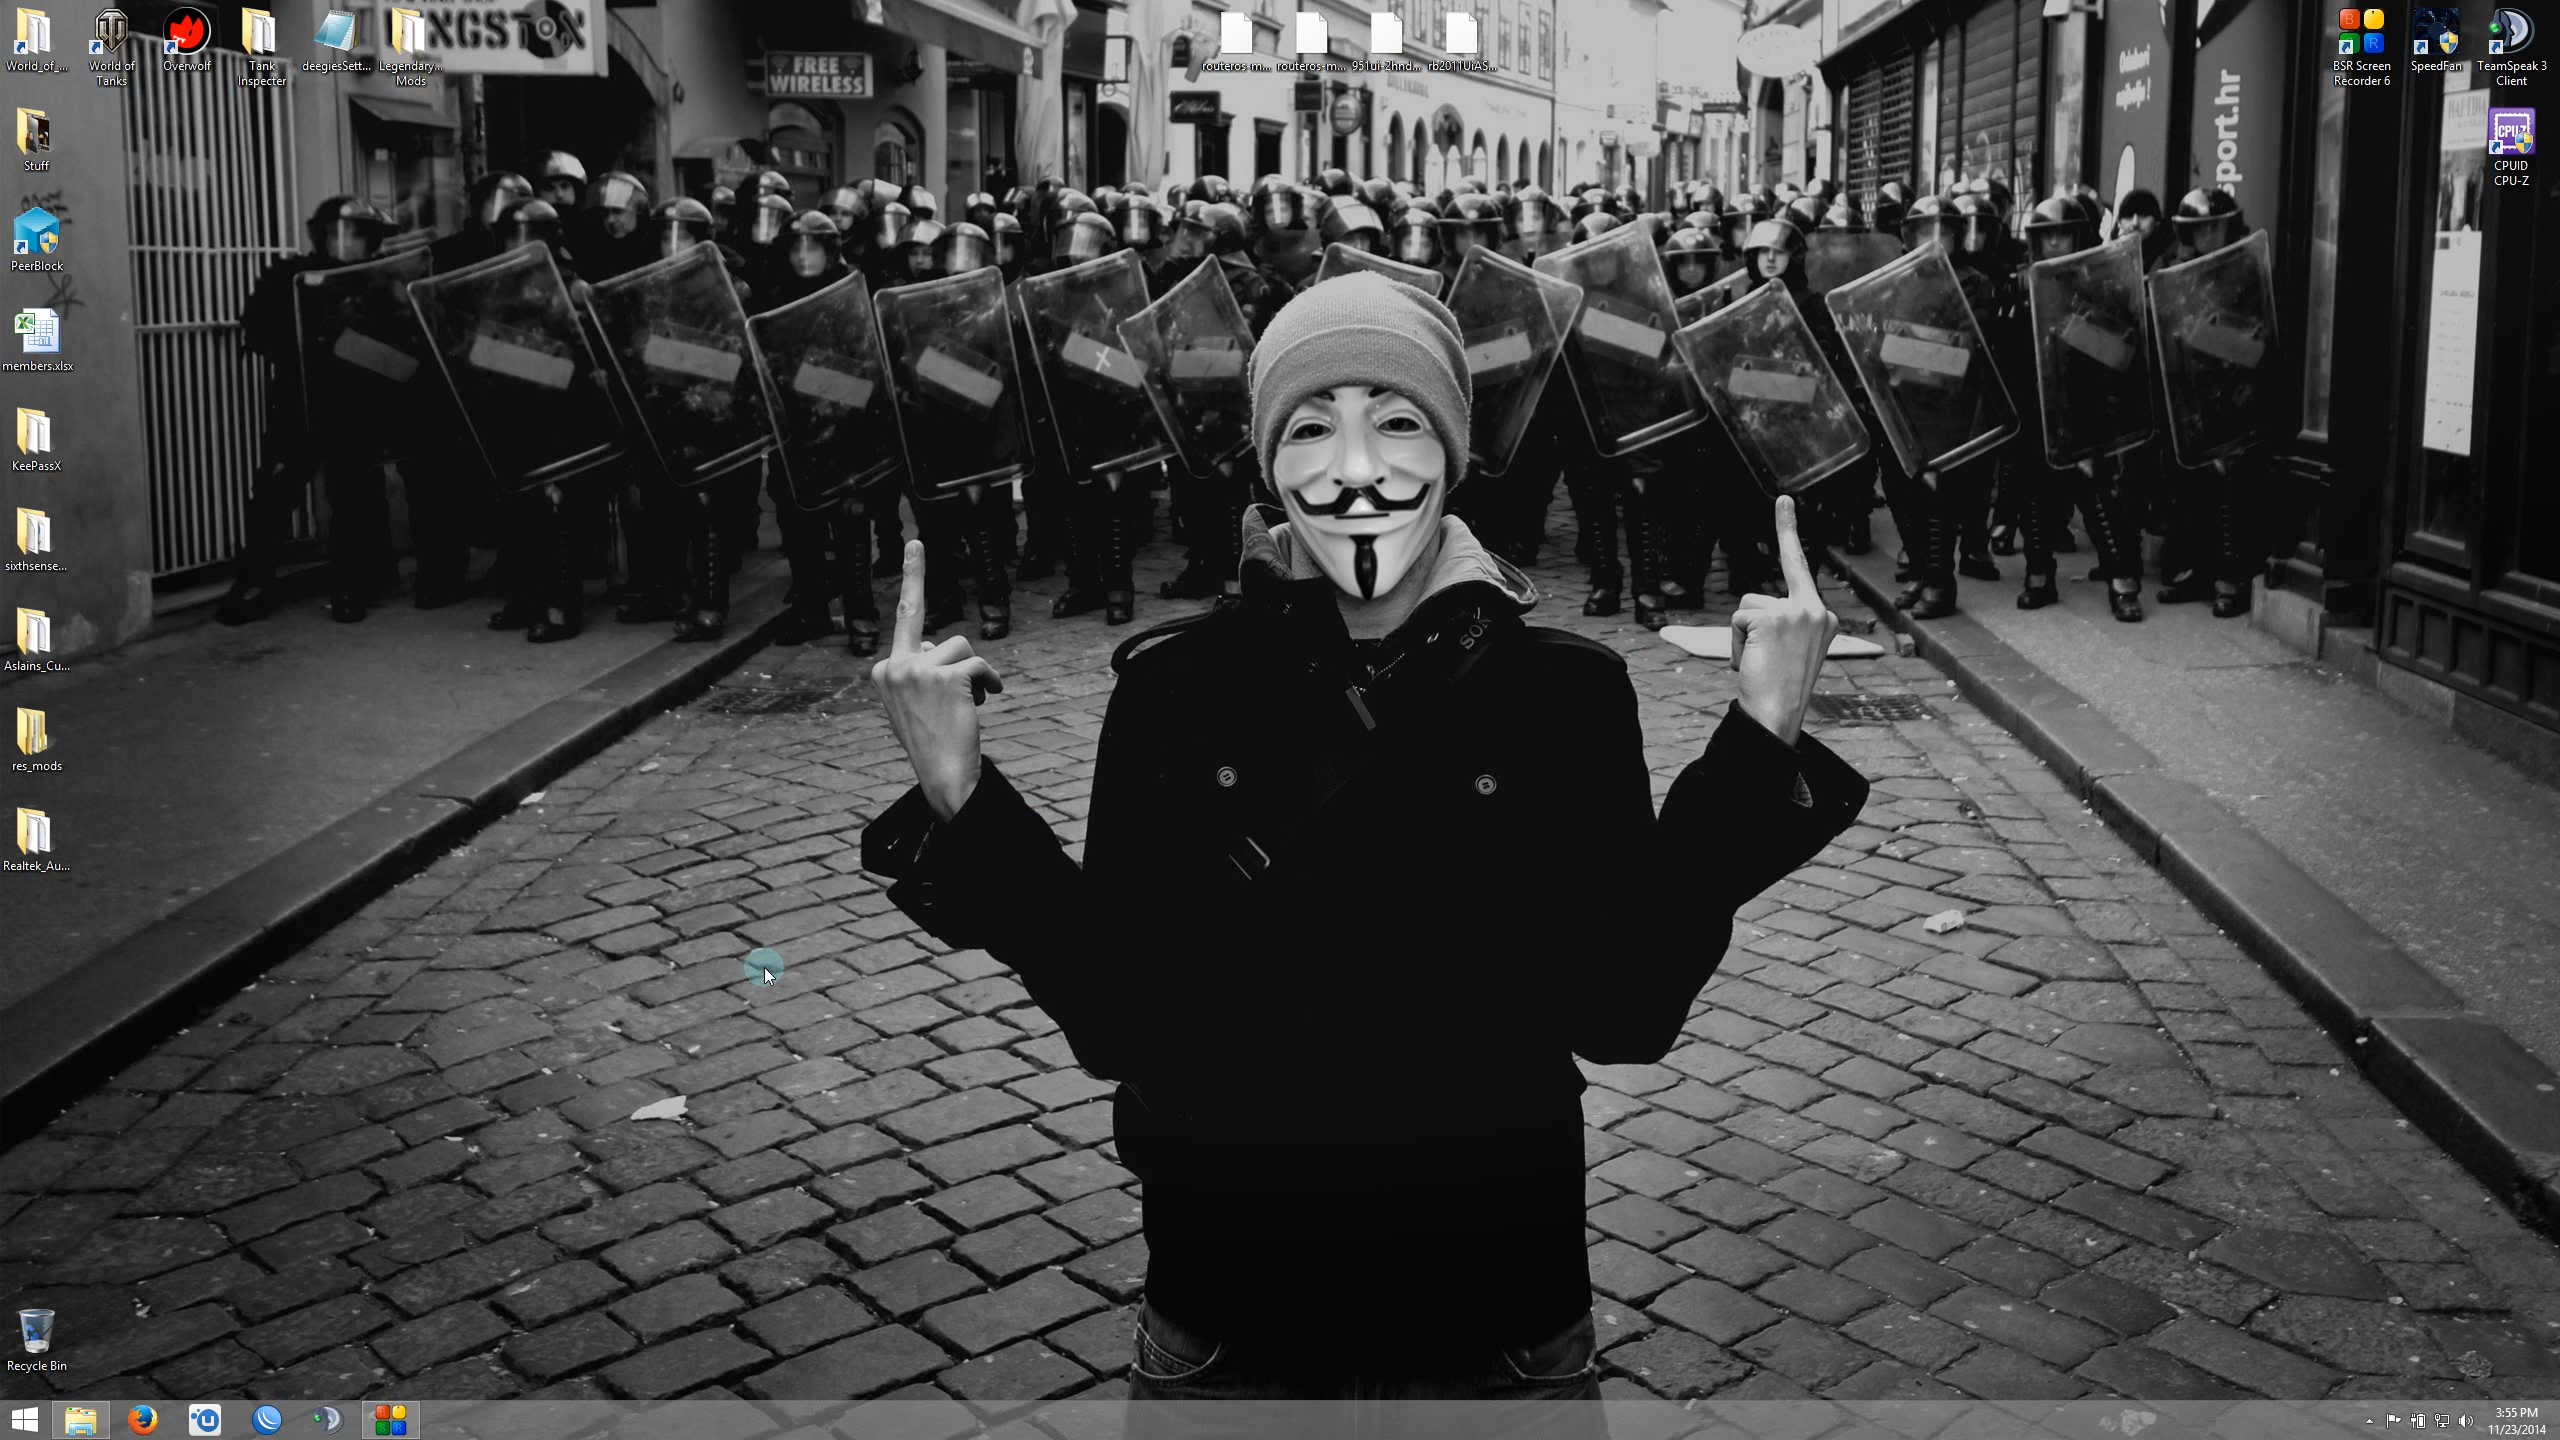 World_of_...
World of
Tanks
Overwolf
Tank
Inspecter
deegiesSett...
Legendary...
Mods
routeros-m...
routeros-m...
951ui-2hnd...
rb2011UiAS...
BSR Screen
Recorder 6
SpeedFan
TeamSpeak 3
Client
KINGSTON
FREE
WIRELESS
sport.hr
Stuff
CPU-Z
CPUID
CPU-Z
PeerBlock
members.xlsx
KeePassX
sixthsense...
Aslains_Cu...
res_mods
Realtek_Au...
Recycle Bin
3:55 PM
11/23/2014